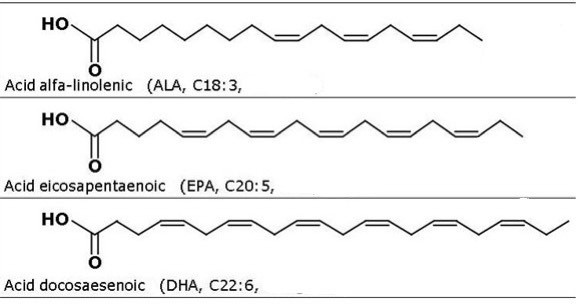 HO
O
Acid alfa-linolenic (ALA, C18:3,
HO
O
Acid eicosapentaenoic (EPA, C20:5,
HO
O
Acid docosaesenoic (DHA, C22:6,